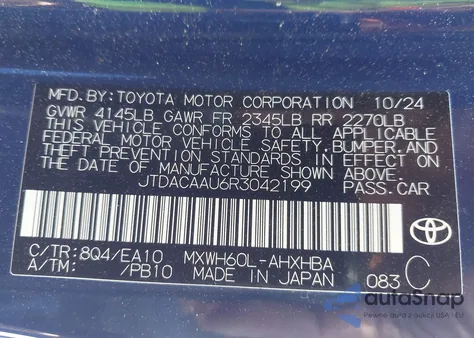 MFD. BY: TOYOTA MOTOR CORPORATION 10/24
GVWR 4145LB GAWR FR 2345LB RR 2270LB
THIS VEHICLE CONFORMS TO ALL APPLICABLE
FEDERAL MOTOR VEHICLE SAFETY, BUMPER, AND
THEFT PREVENTION STANDARDS IN EFFECT ON
THE DATE OF MANUFACTURE SHOWN ABOVE.
JTDACAAU6R3042199 PASS. CAR
C/TR: 8Q4/EA10 MXWH60L-AHXHBA
A/TM: /PB10 MADE IN JAPAN 083 C
autoSnap